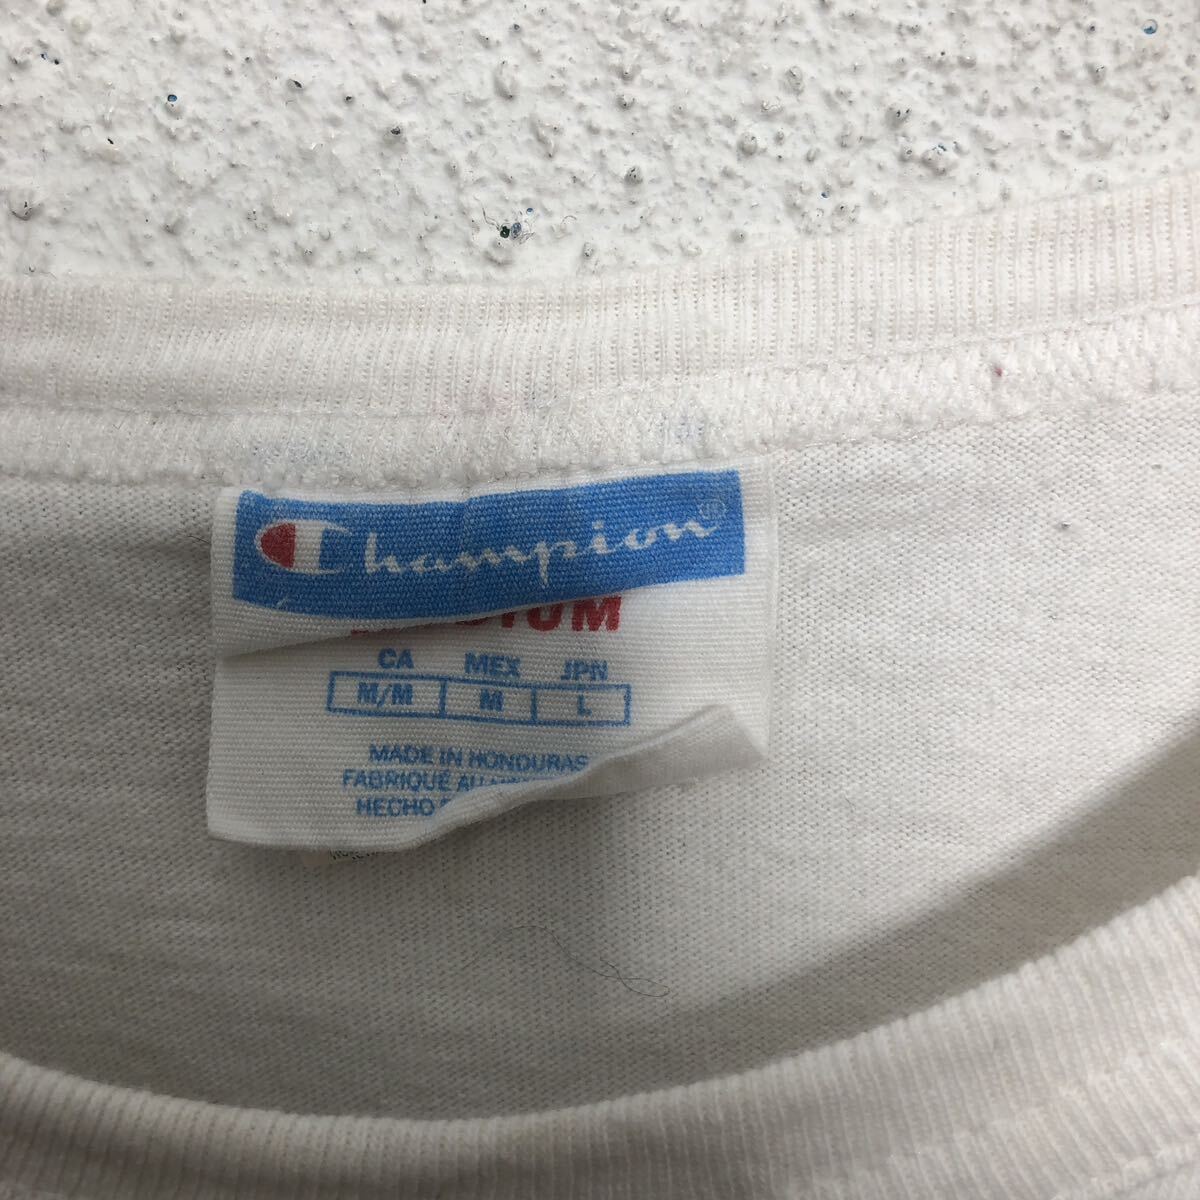 Champion®
CA MEX JPN
M/M M L
MADE IN HONDURAS
FABRIQUÉ AU
HECHO